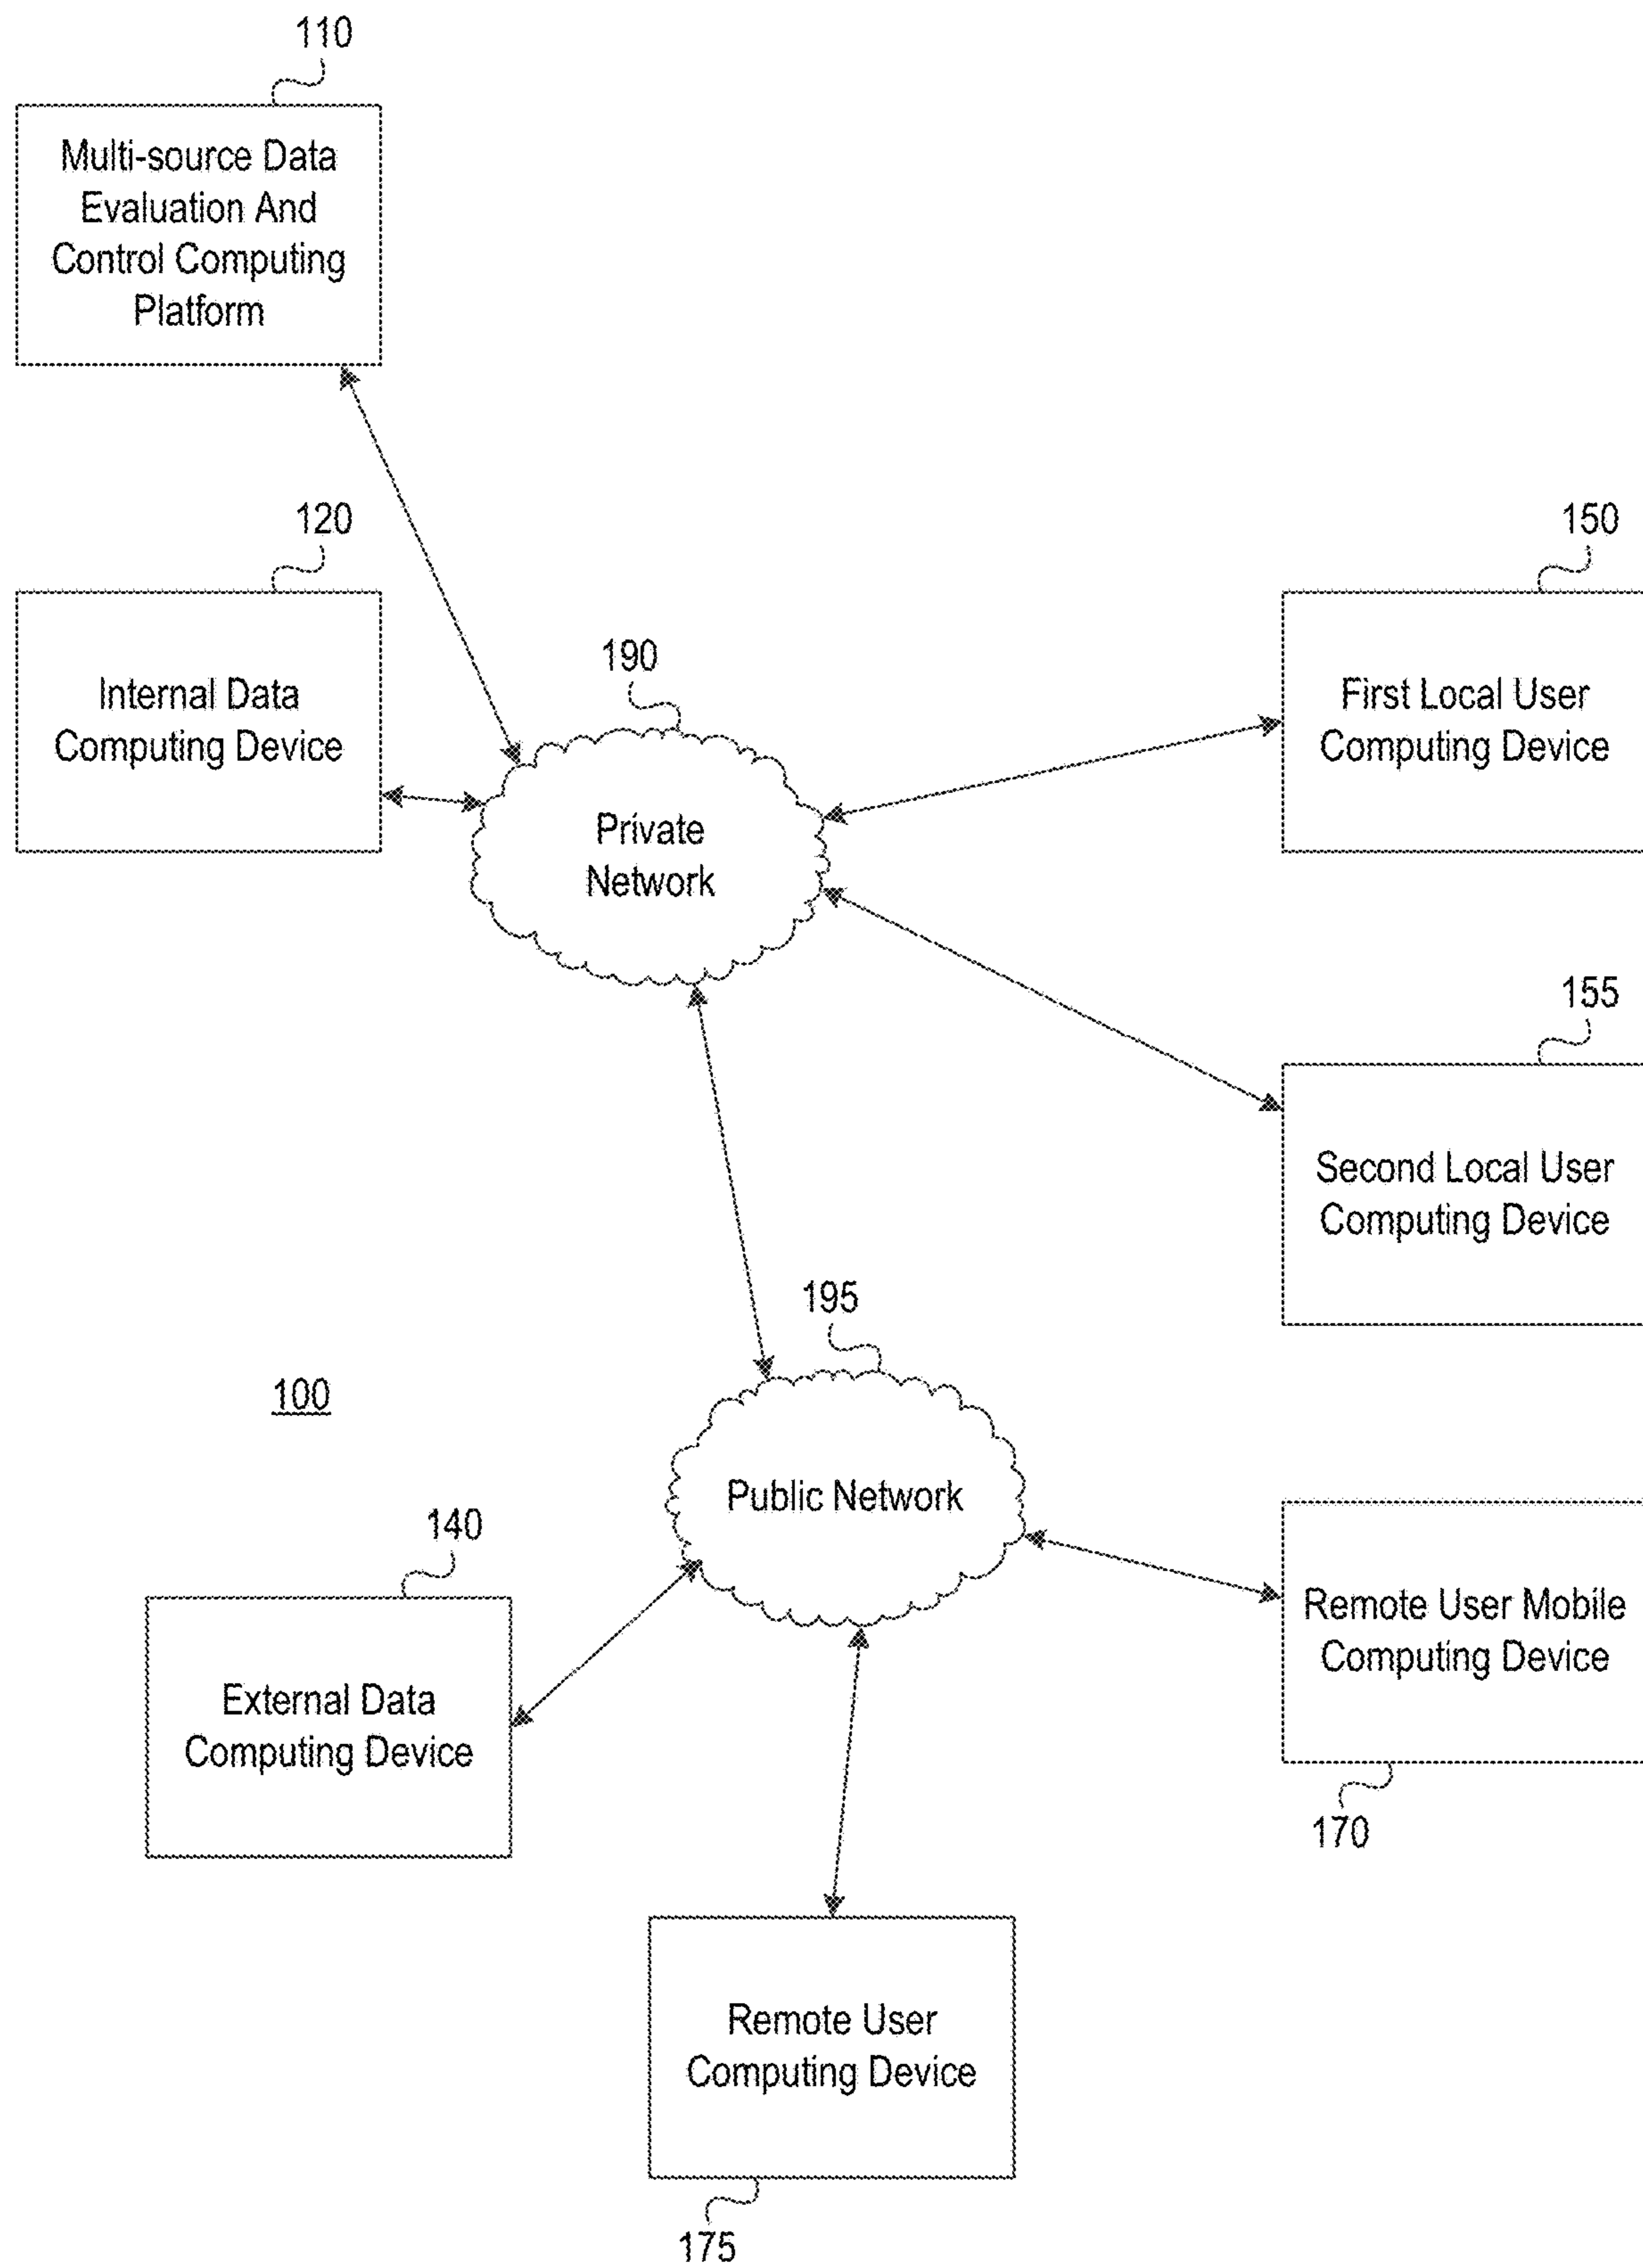 110
Multi-source Data
Evaluation And
Control Computing
Platform
120
Internal Data
Computing Device
190
Private
Network
150
First Local User
Computing Device
155
Second Local User
Computing Device
195
Public Network
100
140
External Data
Computing Device
Remote User Mobile
Computing Device
170
Remote User
Computing Device
175